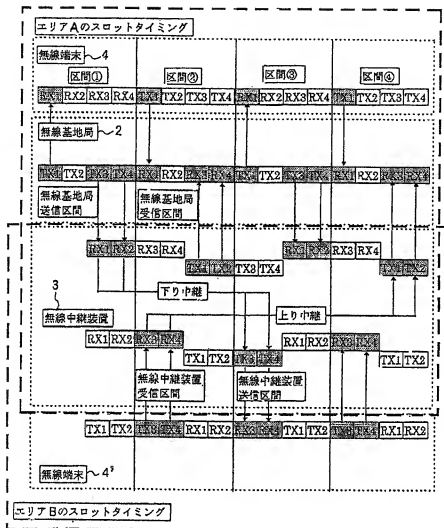 エリアAのスロットタイミング
無線端末 4
区間① 区間② 区間③ 区間④
RX1 RX2 RX3 RX4 TX1 TX2 TX3 TX4 RX1 RX2 RX3 RX4 TX1 TX2 TX3 TX4
無線基地局 2
TX1 TX2 TX3 TX4 RX1 RX2 RX3 RX4 TX1 TX2 TX3 TX4 RX1 RX2 RX3 RX4
無線基地局送信区間 無線基地局受信区間
RX1 RX2 RX3 RX4 RX1 RX2 RX3 RX4
TX1 TX2 TX3 TX4 TX1 TX2
3
下り中継
無線中継装置 上り中継
RX1 RX2 RX3 RX4 RX1 RX2 RX3 RX4
TX1 TX2 TX3 TX4 TX1 TX2
無線中継装置受信区間 無線中継装置送信区間
TX1 TX2 TX3 TX4 RX1 RX2 RX3 RX4 TX1 TX2 TX3 TX4 RX1 RX2
無線端末 4'
エリアBのスロットタイミング